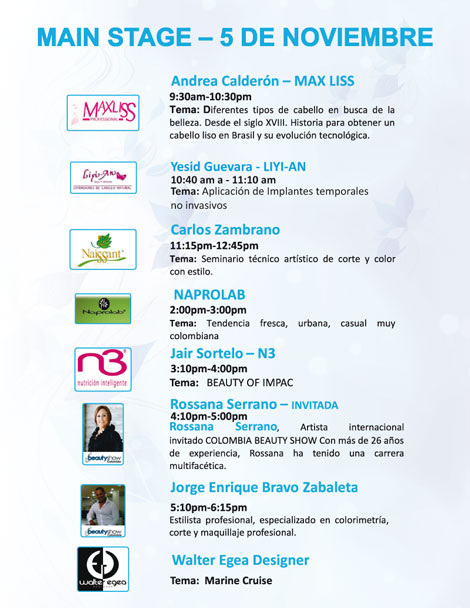 MAIN STAGE – 5 DE NOVIEMBRE
Andrea Calderón – MAX LISS
9:30am-10:30pm
MAXLISS
PROFESSIONAL
Tema: Diferentes tipos de cabello en busca de la
belleza. Desde el siglo XVIII. Historia para obtener un
cabello liso en Brasil y su evolución tecnológica.
Yesid Guevara - LIYI-AN
10:40 am a - 11:10 am
EXTENSIONES DE CABELLO NATURAL
Tema: Aplicación de Implantes temporales
no invasivos
Carlos Zambrano
11:15pm-12:45pm
Naissant
Tema: Seminario técnico artístico de corte y color
con estilo.
NAPROLAB
2:00pm-3:00pm
Naprolab
Tema: Tendencia fresca, urbana, casual muy
colombiana
Jair Sortelo – N3
3:10pm-4:00pm
n3
nutrición inteligente
Tema: BEAUTY OF IMPAC
Rossana Serrano – INVITADA
4:10pm-5:00pm
Rossana Serrano, Artista internacional
invitado COLOMBIA BEAUTY SHOW Con más de 26 años
de experiencia, Rossana ha tenido una carrera
multifacética.
beautyshow
Jorge Enrique Bravo Zabaleta
5:10pm-6:15pm
Estilista profesional, especializado en colorimetría,
corte y maquillaje profesional.
beautyshow
Walter Egea Designer
walter egea
Tema: Marine Cruise